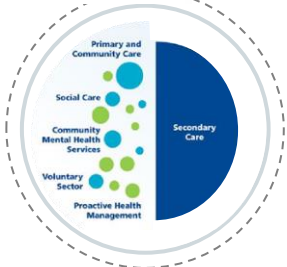 Primary and
Community Care
Social Care
Community
Mental Health
Services
Voluntary
Sector
Proactive Health
Management
Secondary
Care